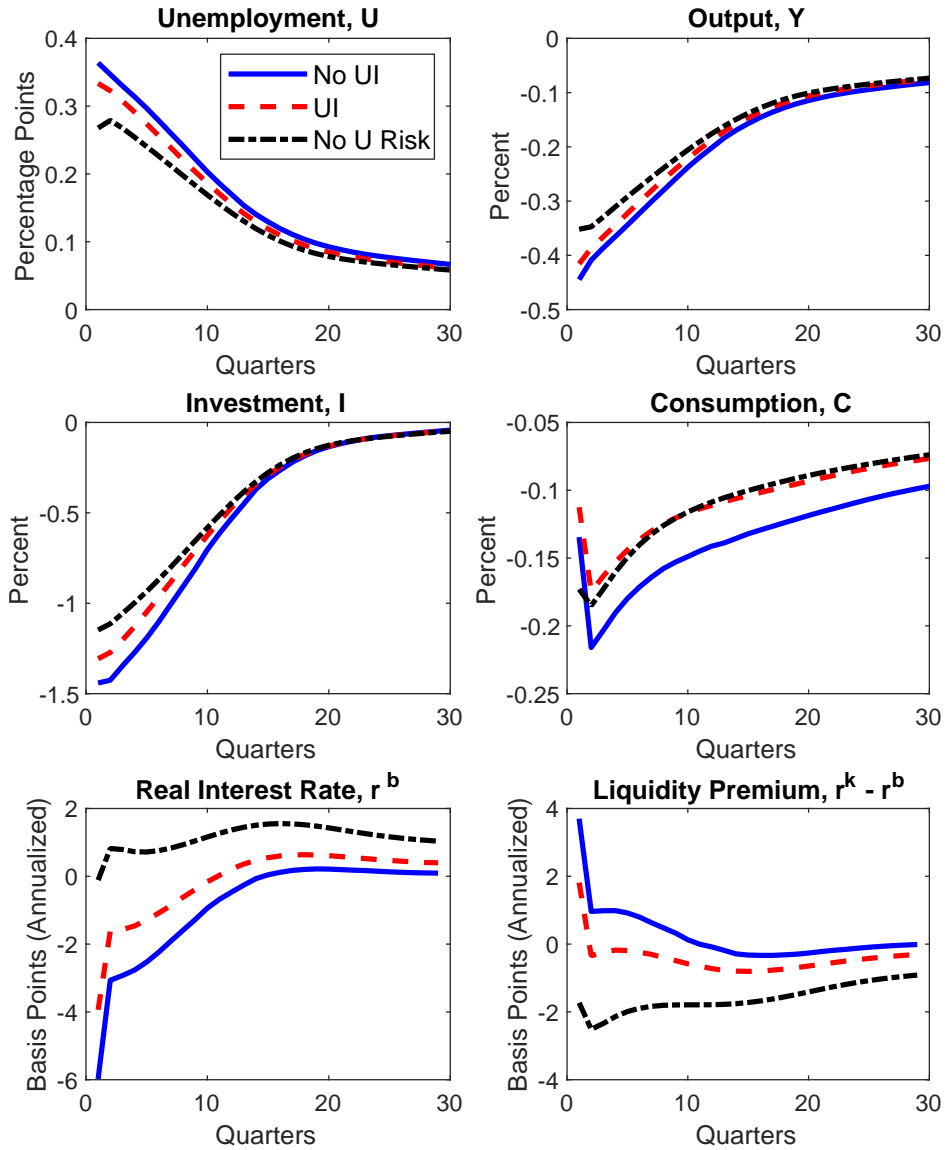 Unemployment, U
Percentage Points
0.4
0.3
0.2
0.1
0
0
10
20
30
Quarters
No UI
UI
No U Risk
Output, Y
Percent
0
-0.1
-0.2
-0.3
-0.4
-0.5
0
10
20
30
Quarters
Investment, I
Percent
0
-0.5
-1
-1.5
0
10
20
30
Quarters
Consumption, C
Percent
-0.05
-0.1
-0.15
-0.2
-0.25
0
10
20
30
Quarters
Real Interest Rate, r b
Basis Points (Annualized)
2
0
-2
-4
-6
0
10
20
30
Quarters
Liquidity Premium, rk - rb
Basis Points (Annualized)
4
2
0
-2
-4
0
10
20
30
Quarters